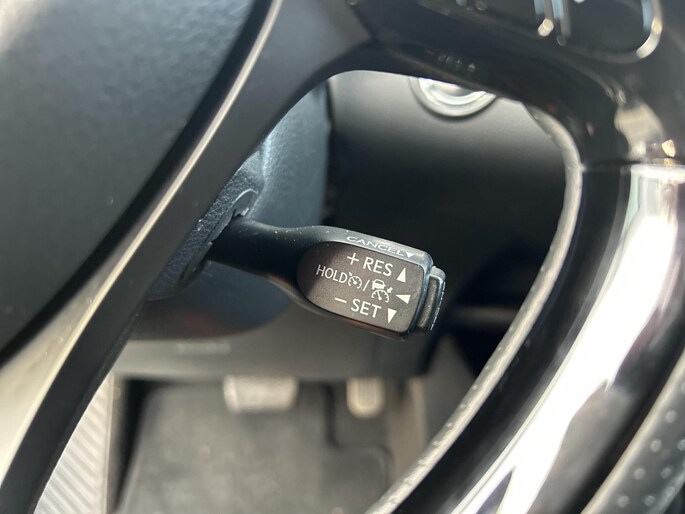 CANCEL
+ RES
HOLD /
− SET